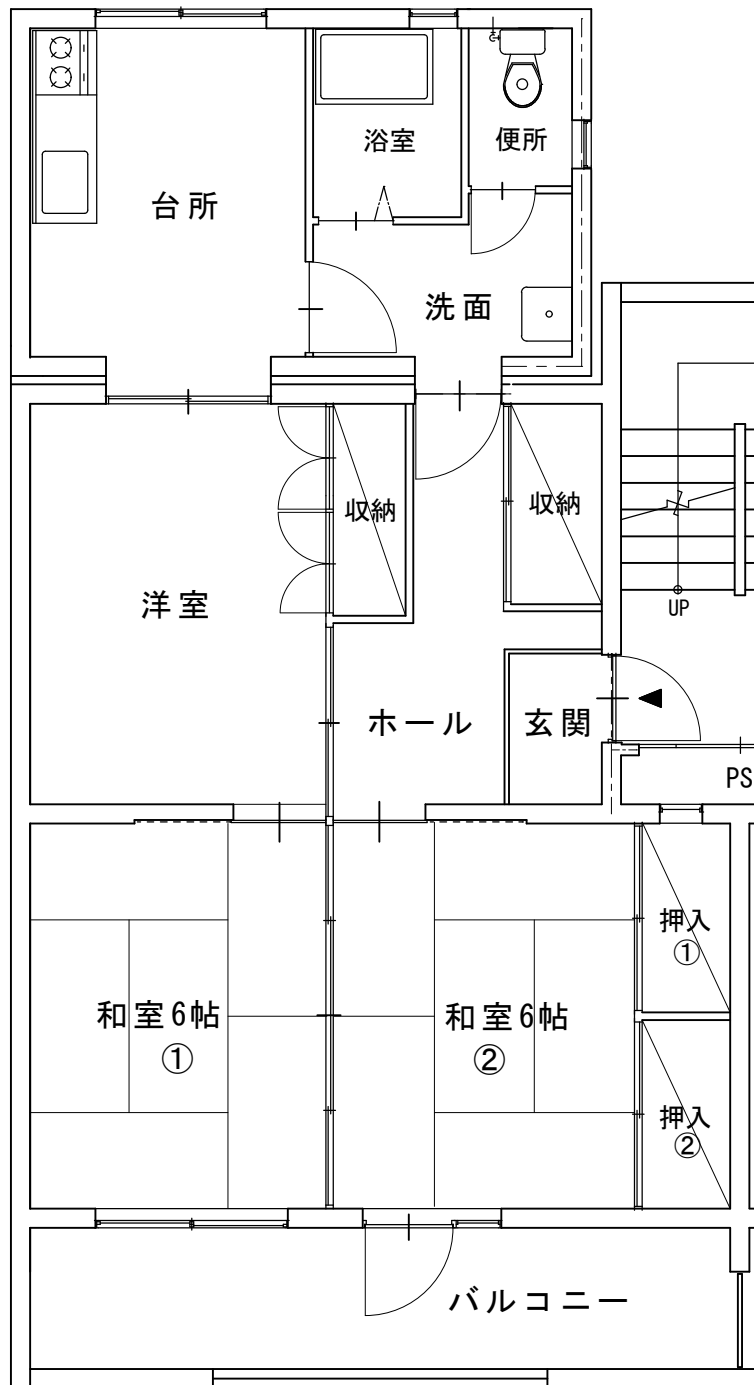 浴室
便所
台所
洗面
収納
収納
洋室
UP
ホール
玄関
PS
押入
①
和室6帖
①
和室6帖
②
押入
②
バルコニー